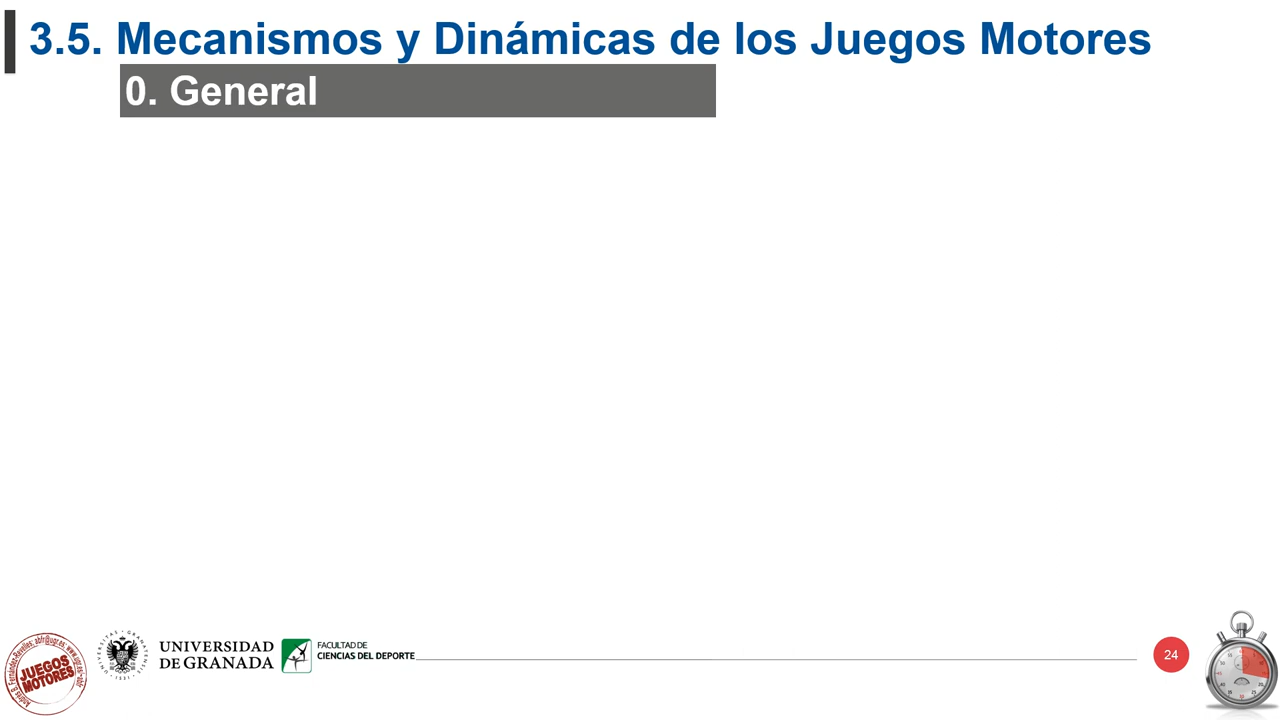 3.5. Mecanismos y Dinámicas de los Juegos Motores
0. General
JUEGOS
MOTORES
UNIVERSIDAD
DE GRANADA
FACULTAD DE
CIENCIAS DEL DEPORTE
24